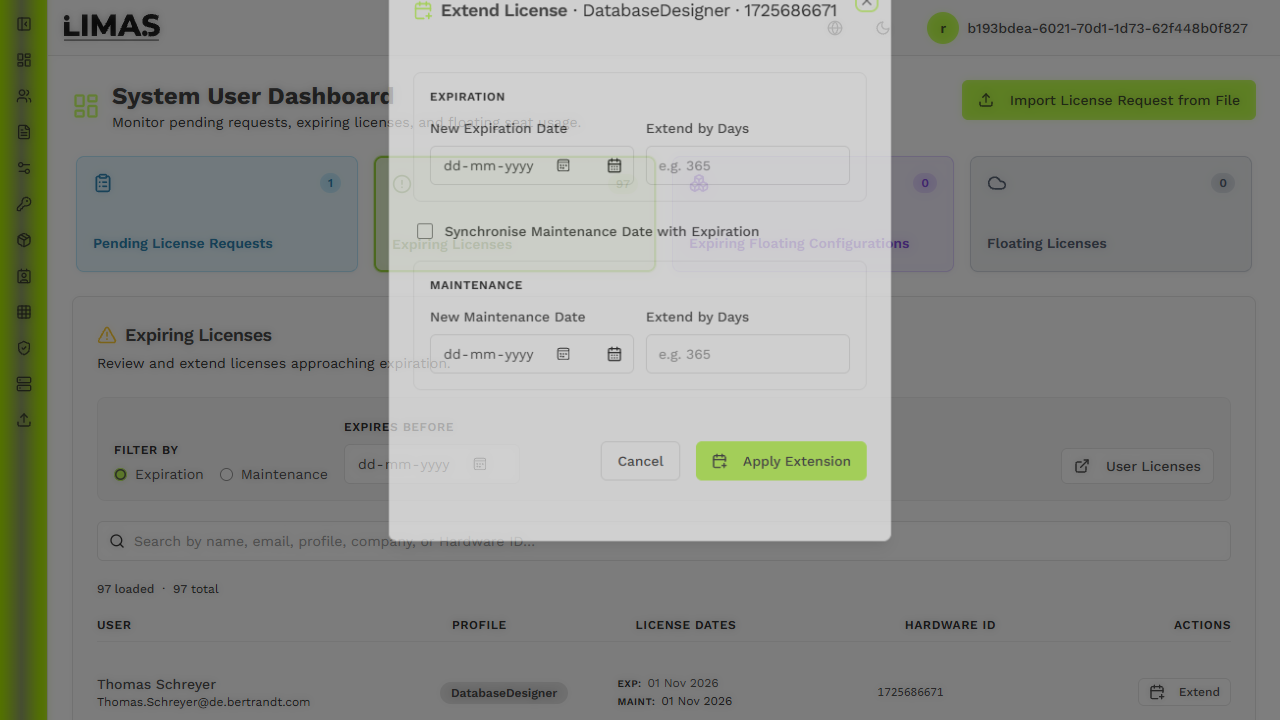 LiMAS
r b193bdea-6021-70d1-1d73-62f448b0f827
Extend License · DatabaseDesigner · 1725686671
System User Dashboard
Monitor pending requests, expiring licenses, and floating seat usage.
Import License Request from File
1
Pending License Requests
97
Expiring Licenses
0
Expiring Floating Configurations
0
Floating Licenses
EXPIRATION
New Expiration Date Extend by Days
dd-mm-yyyy e.g. 365
Synchronise Maintenance Date with Expiration
MAINTENANCE
New Maintenance Date Extend by Days
dd-mm-yyyy e.g. 365
Cancel Apply Extension
Expiring Licenses
Review and extend licenses approaching expiration.
FILTER BY
Expiration Maintenance
EXPIRES BEFORE
dd-mm-yyyy
User Licenses
Search by name, email, profile, company, or Hardware ID...
97 loaded · 97 total
USER PROFILE LICENSE DATES HARDWARE ID ACTIONS
Thomas Schreyer
Thomas.Schreyer@de.bertrandt.com
DatabaseDesigner
EXP: 01 Nov 2026
MAINT: 01 Nov 2026
1725686671
Extend